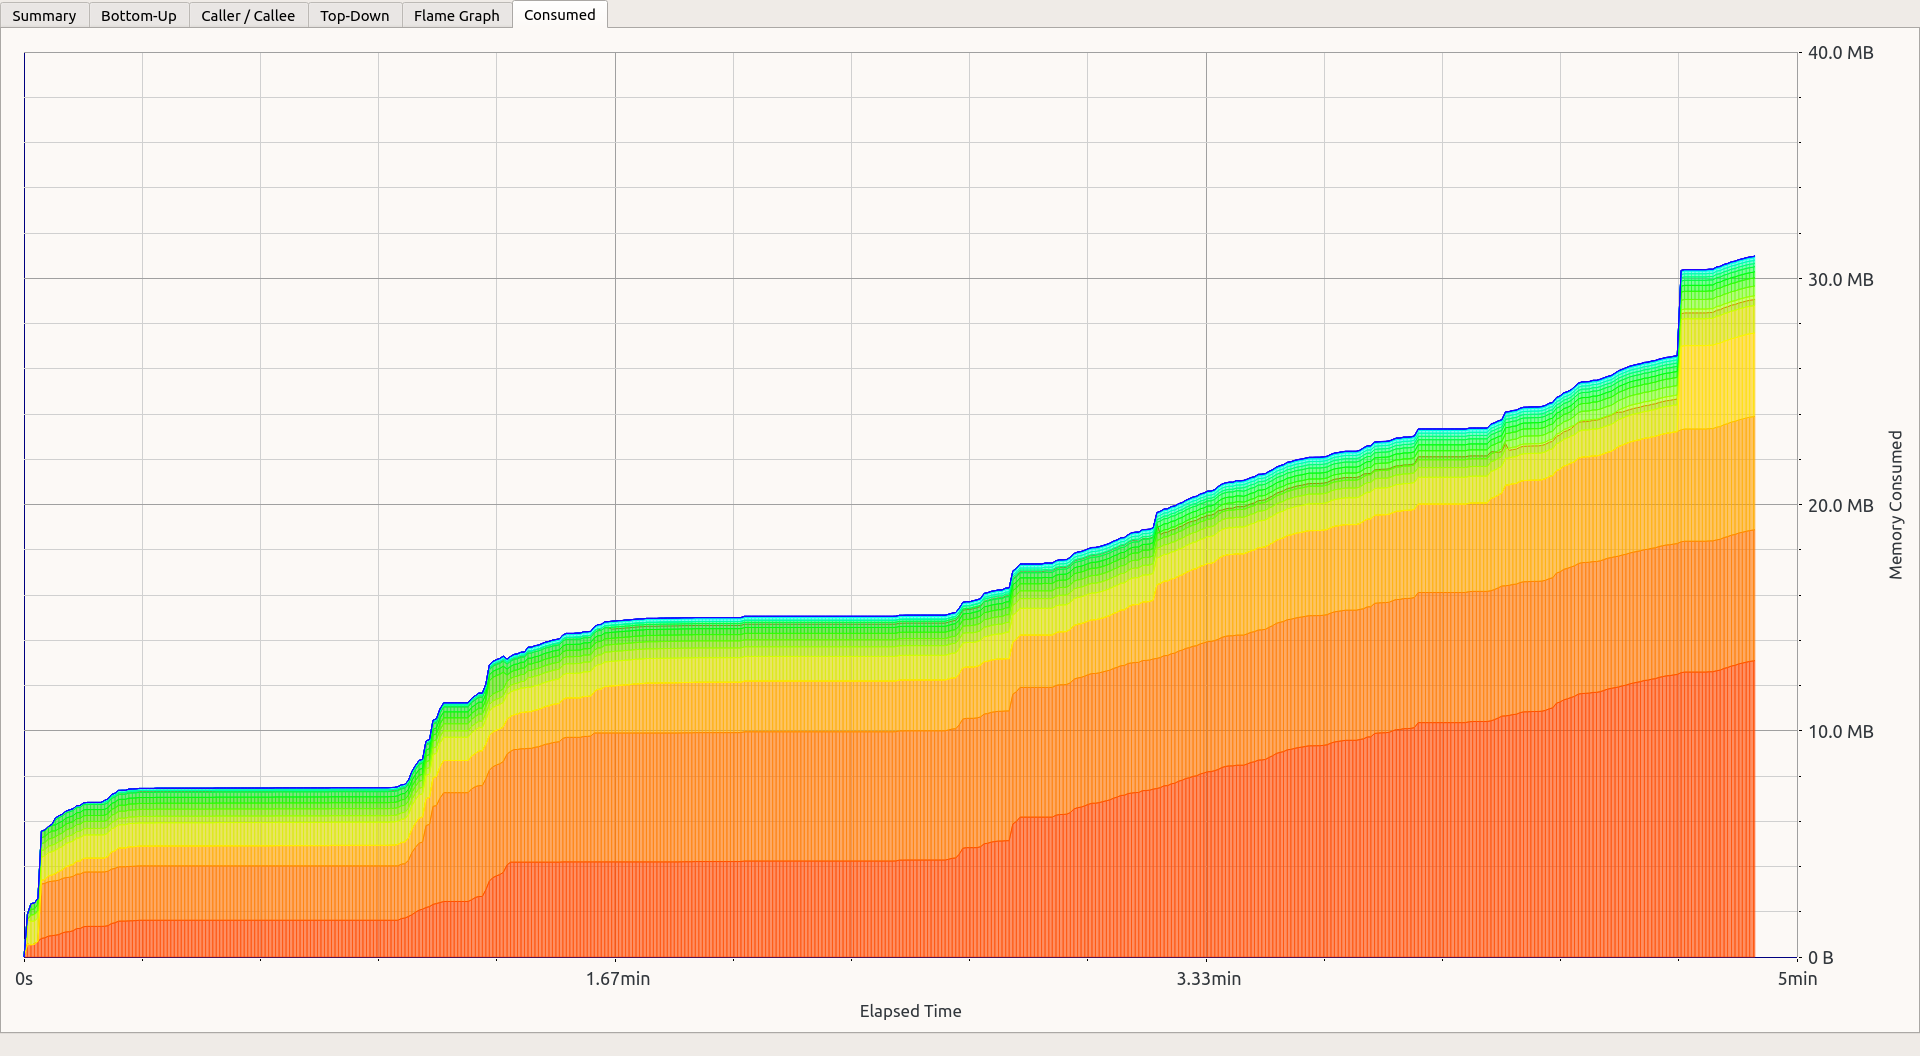 Summary Bottom-Up Caller / Callee Top-Down Flame Graph Consumed
40.0 MB
30.0 MB
20.0 MB
10.0 MB
0 B
Memory Consumed
0s 1.67min 3.33min 5min
Elapsed Time